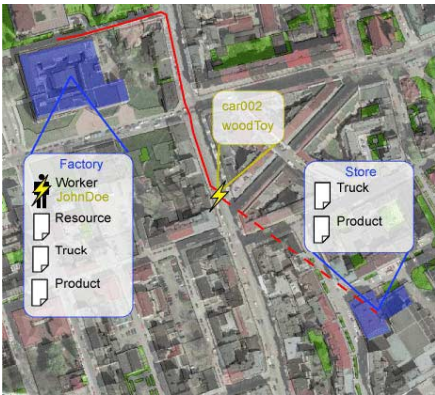 car002
woodToy
Factory
Worker
JohnDoe
Resource
Truck
Product
Store
Truck
Product